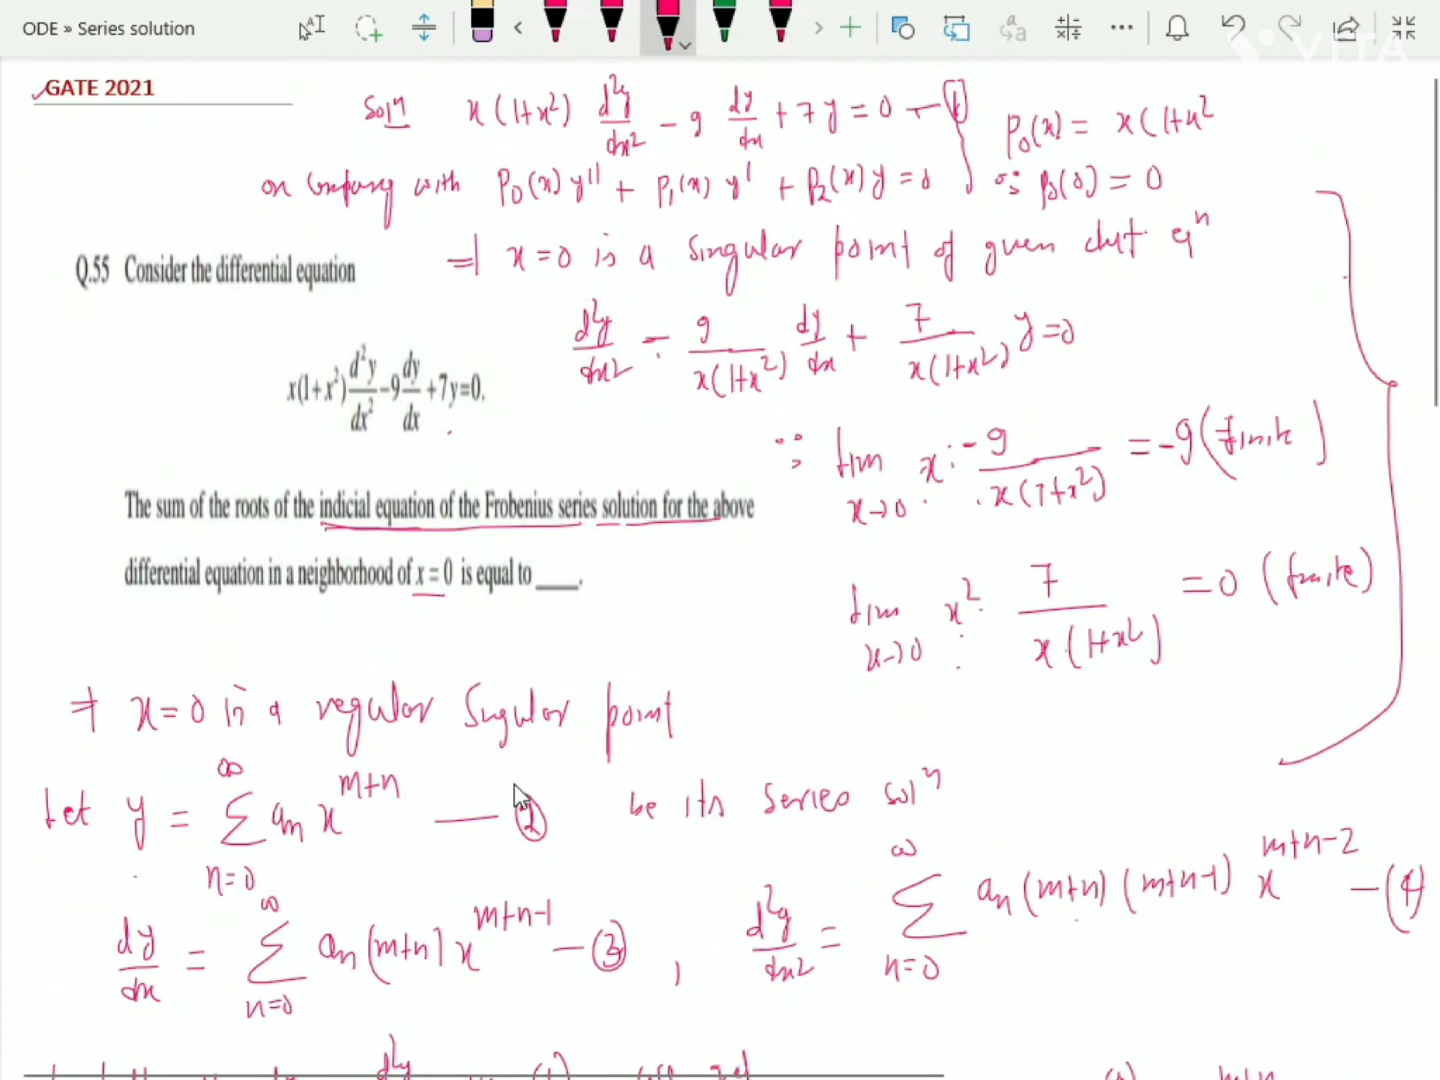 ODE » Series solution
VITA
GATE 2021
Solⁿ x(1+x²) d²y/dx² - 9 dy/dx + 7y = 0 — ①
P₀(x) = x(1+x²
on comparing with P₀(x) y'' + P₁(x) y' + P₂(x) y = 0
∵ P₀(0) = 0
⇒ x=0 is a singular point of given diff. eqⁿ
Q.55 Consider the differential equation
x(1+x²) d²y/dx² -9 dy/dx +7y=0.
d²y/dx² - 9/x(1+x²) dy/dx + 7/x(1+x²) y = 0
∵ lim x→0 x · -9/x(1+x²) = -9 (finite)
The sum of the roots of the indicial equation of the Frobenius series solution for the above
differential equation in a neighborhood of x = 0 is equal to ____.
lim x→0 x² · 7/x(1+x²) = 0 (finite)
⇒ x=0 is a regular singular point
Let y = ∑ n=0 ∞ aₙ x^{m+n} — ② be its series solⁿ
dy/dx = ∑ n=0 ∞ aₙ(m+n) x^{m+n-1} — ③ , d²y/dx² = ∑ n=0 ∞ aₙ(m+n)(m+n-1) x^{m+n-2} — (4)